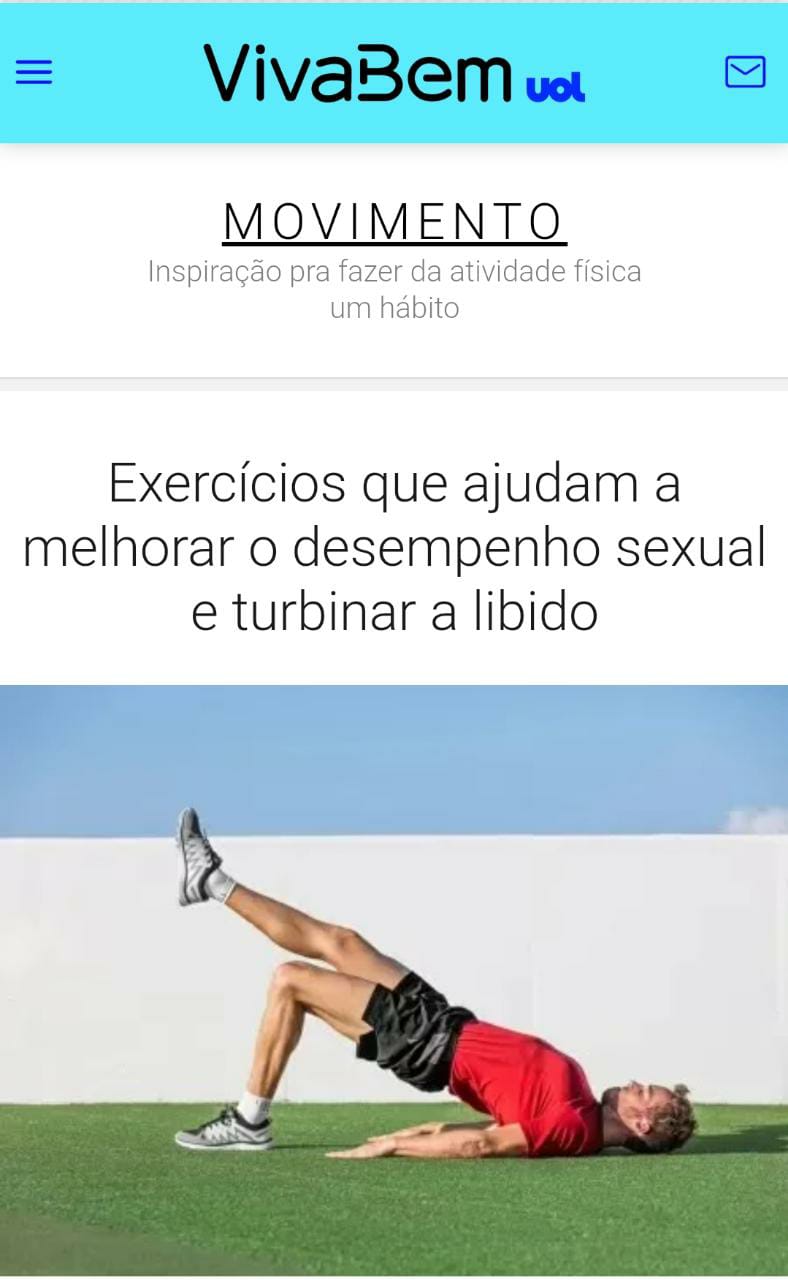 VivaBem uol
MOVIMENTO
Inspiração pra fazer da atividade física
um hábito
Exercícios que ajudam a
melhorar o desempenho sexual
e turbinar a libido